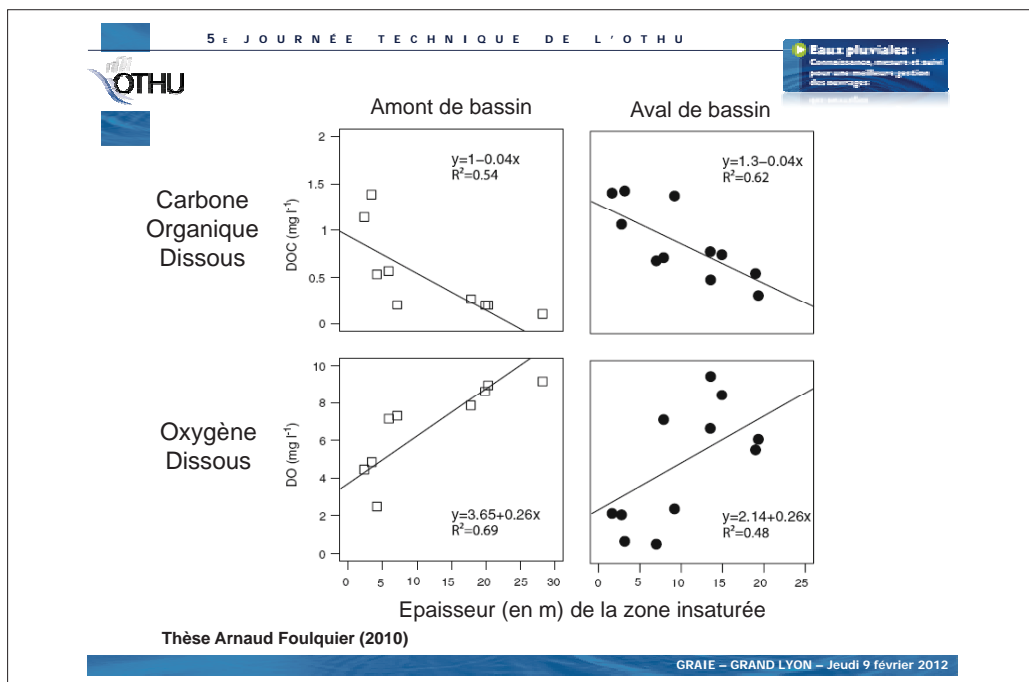 5E JOURNÉE TECHNIQUE DE L'OTHU
Eaux pluviales :
Connaissance, mesure et suivi
pour une meilleure gestion
des ouvrages
OTHU
Amont de bassin
Aval de bassin
Carbone
Organique
Dissous
DOC (mg l⁻¹)
2
1.5
1
0.5
0
y=1−0.04x
R²=0.54
y=1.3−0.04x
R²=0.62
Oxygène
Dissous
DO (mg l⁻¹)
10
8
6
4
2
0
y=3.65+0.26x
R²=0.69
y=2.14+0.26x
R²=0.48
0 5 10 15 20 25 30
0 5 10 15 20 25
Epaisseur (en m) de la zone insaturée
Thèse Arnaud Foulquier (2010)
GRAIE – GRAND LYON – Jeudi 9 février 2012